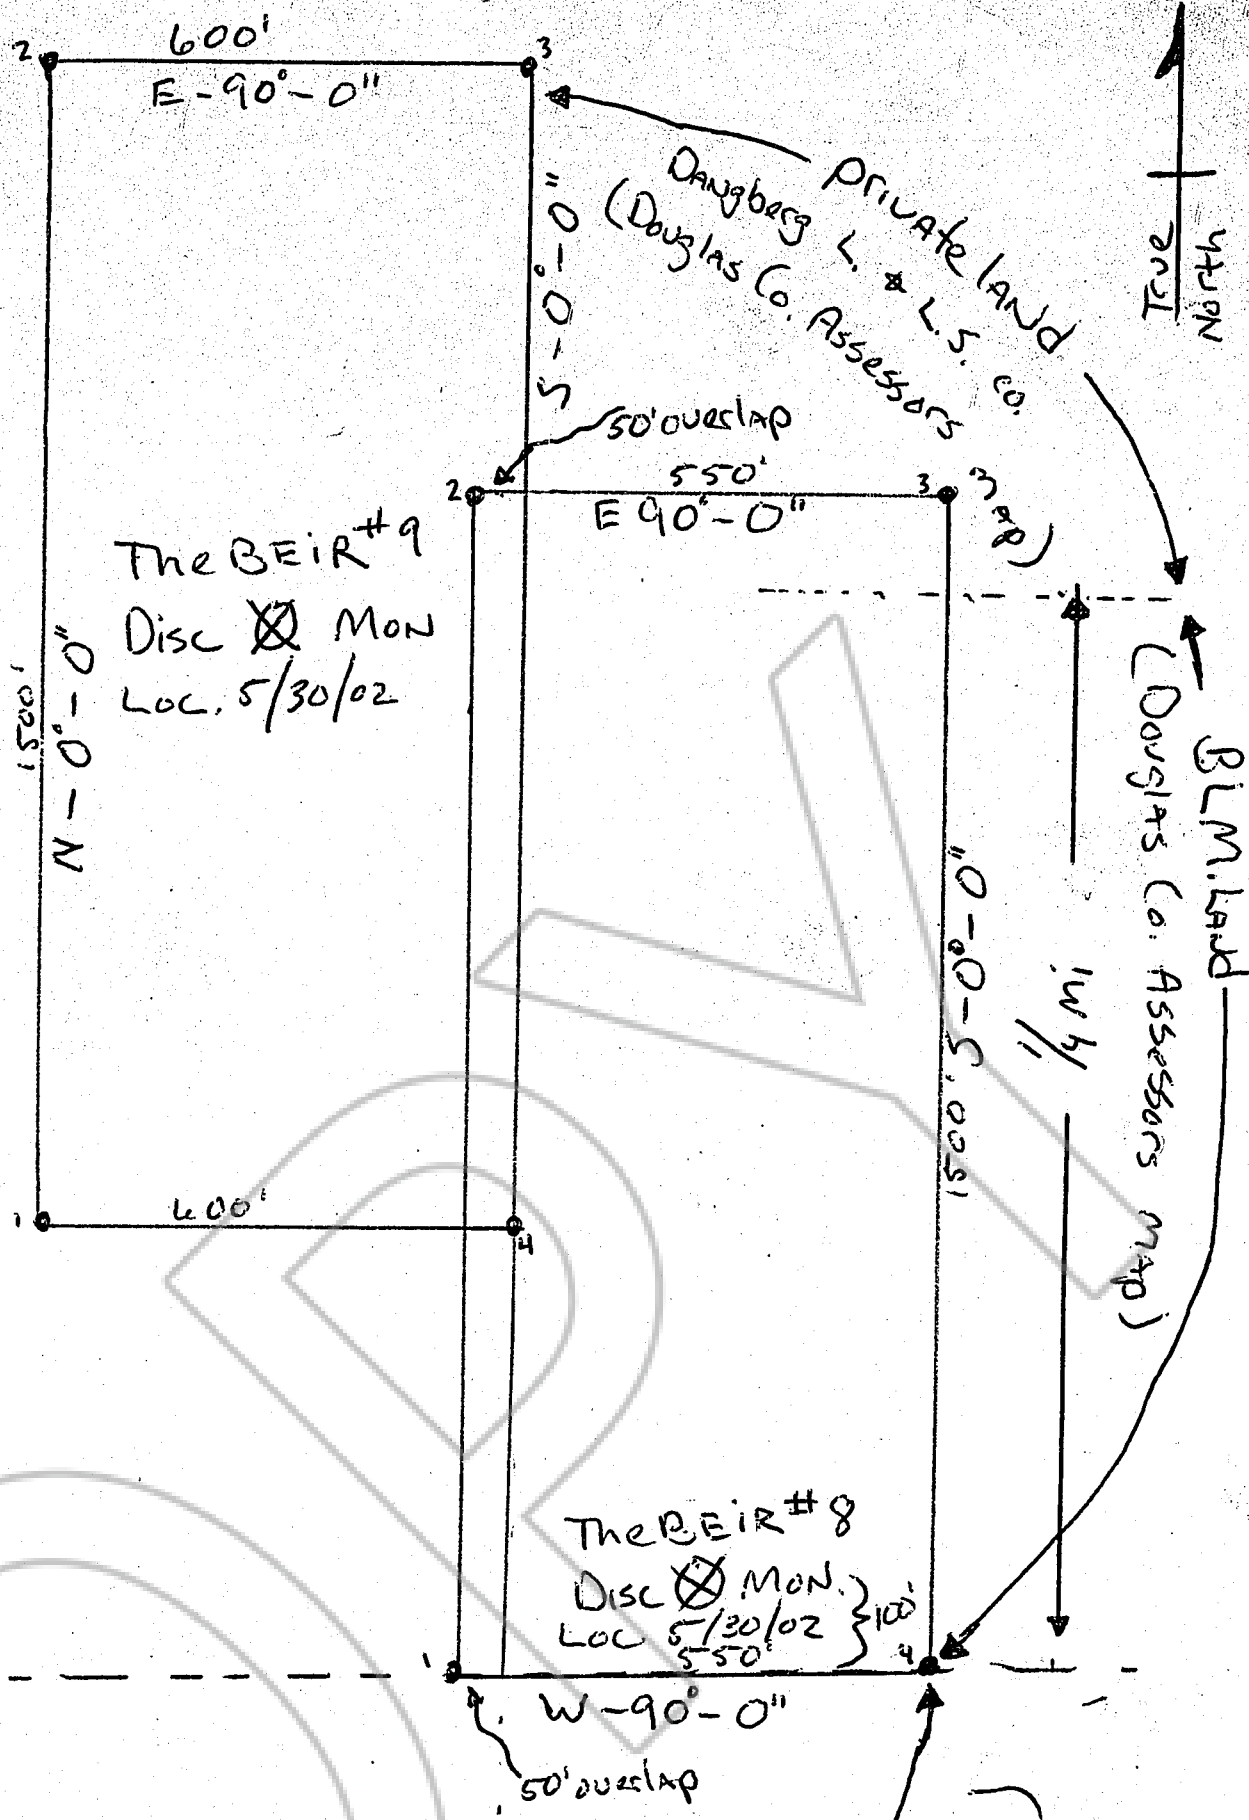 2
600'
3
E-90°-0"
True
North
S-0°-0"
Private land
Dangberg L. & L.S. Co.
(Douglas Co. Assessors
map)
50' overlap
2
550'
3
E 90°-0"
The BEiR #9
Disc ⊗ MON
Loc. 5/30/02
1500'
N-0°-0"
BLM. Land
(Douglas Co. Assessors map)
1/4 mi
1500'
S-0°-0"
1
600'
4
The BEiR #8
Disc ⊗ MON.
Loc 5/30/02
100'
1
550'
4
W-90°-0"
50' overlap
COPY